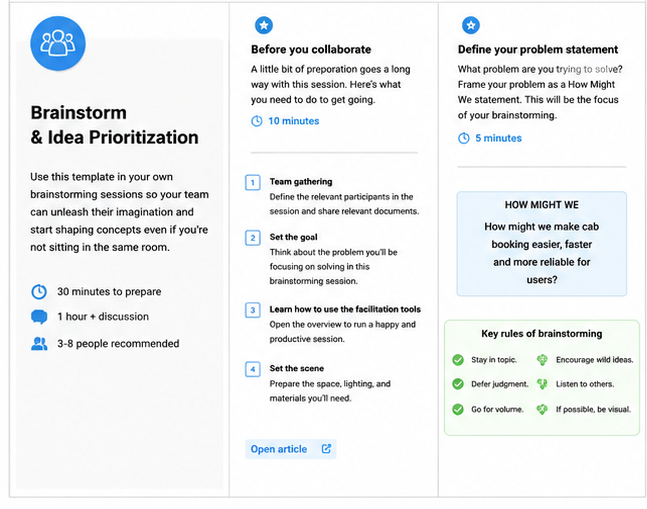 Brainstorm
& Idea Prioritization
Use this template in your own
brainstorming sessions so your team
can unleash their imagination and
start shaping concepts even if you're
not sitting in the same room.
30 minutes to prepare
1 hour + discussion
3-8 people recommended
Before you collaborate
A little bit of preporation goes a long
way with this session. Here's what
you need to do to get going.
10 minutes
1
Team gathering
Define the relevant participants in the
session and share relevant documents.
2
Set the goal
Think about the problem you'll be
focusing on solving in this
brainstorming session.
3
Learn how to use the facilitation tools
Open the overview to run a happy and
productive session.
4
Set the scene
Prepare the space, lighting, and
materials you'll need.
Open article
Define your problem statement
What problem are you trying to solve?
Frame your problem as a How Might
We statement. This will be the focus
of your brainstorming.
5 minutes
HOW MIGHT WE
How might we make cab
booking easier, faster
and more reliable for
users?
Key rules of brainstorming
Stay in topic. Encourage wild ideas.
Defer judgment. Listen to others.
Go for volume. If possible, be visual.